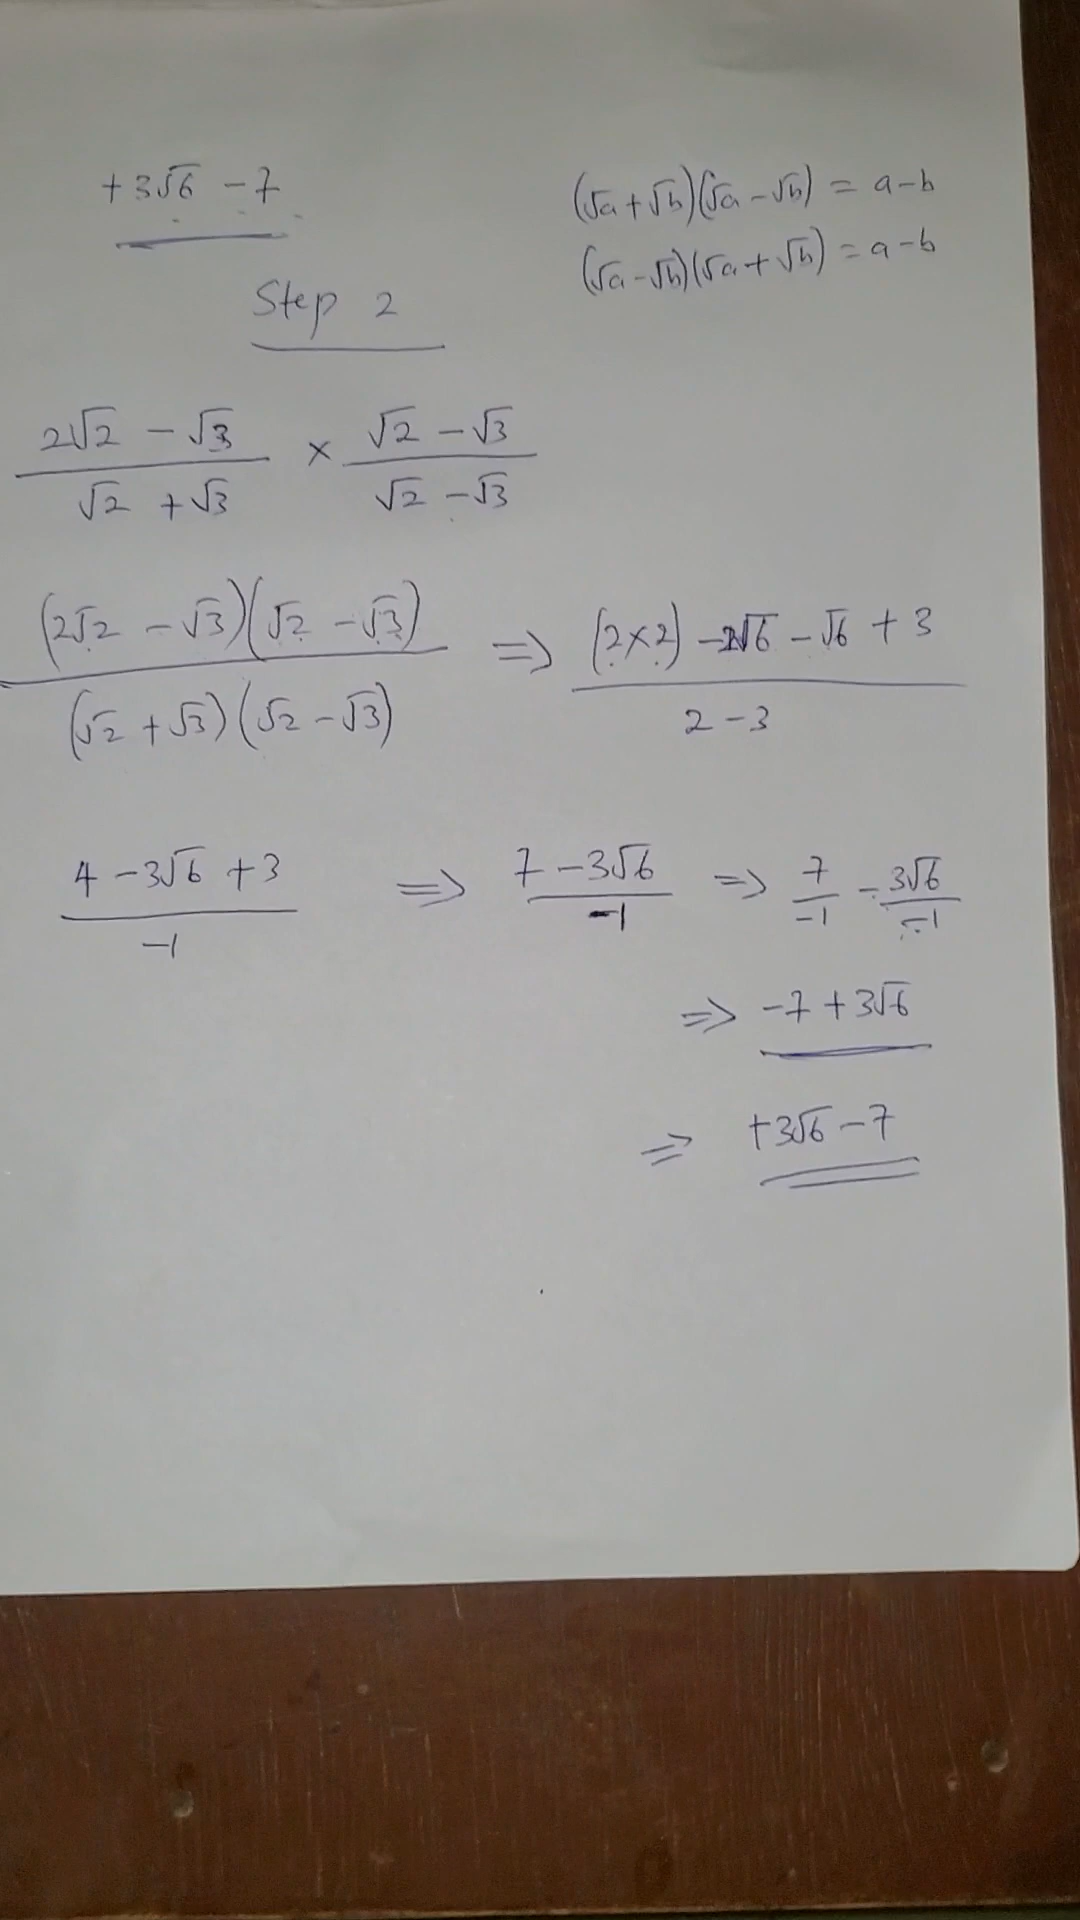 +3√6 -7
(√a+√b)(√a-√b) = a-b
(√a-√b)(√a+√b) = a-b
Step 2
(2√2 - √3)/(√2 + √3) × (√2 - √3)/(√2 - √3)
((2√2 - √3)(√2 - √3))/((√2 + √3)(√2 - √3)) => ((2×2) -2√6 - √6 + 3)/(2-3)
(4 -3√6 +3)/(-1) => (7 -3√6)/(-1) => 7/(-1) - 3√6/(-1)
=> -7 +3√6
=> +3√6 -7